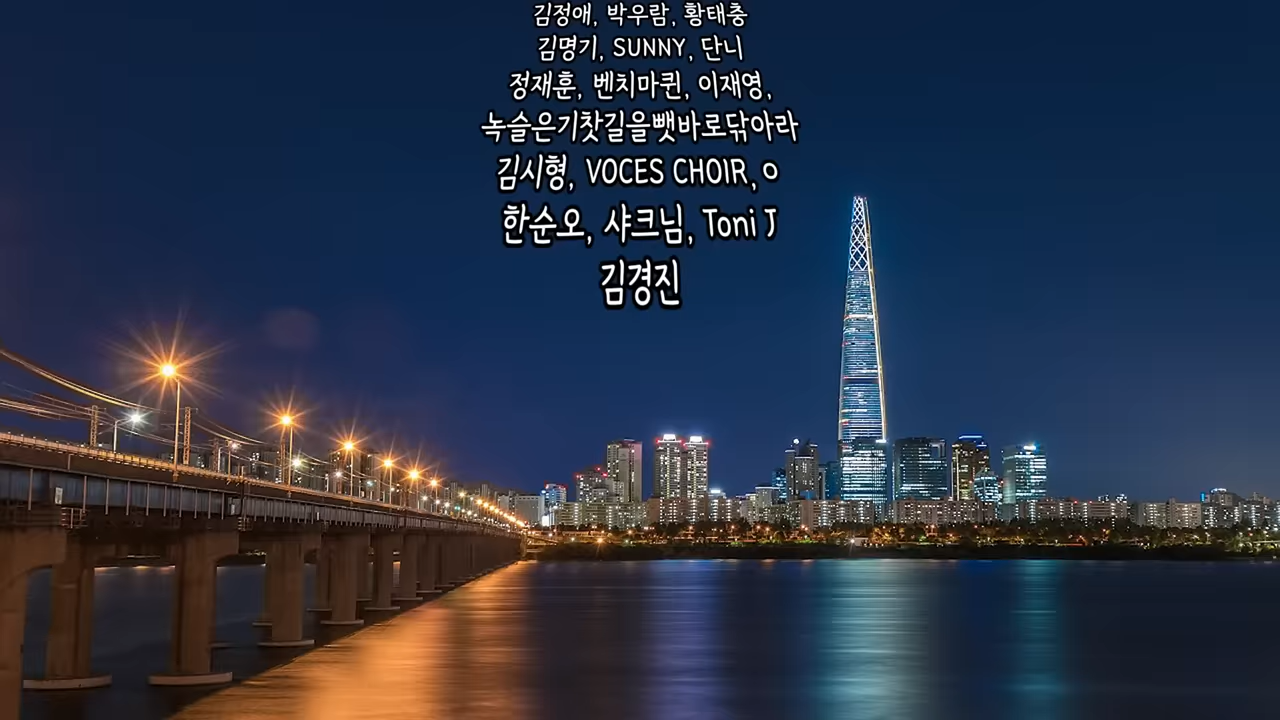 김정애, 박우람, 황태충
김명기, SUNNY, 단니
정재훈, 벤치마퀸, 이재영,
녹슬은기찻길을뺏바로닦아라
김시형, VOCES CHOIR,ㅇ
한순오, 샤크님, Toni J
김경진